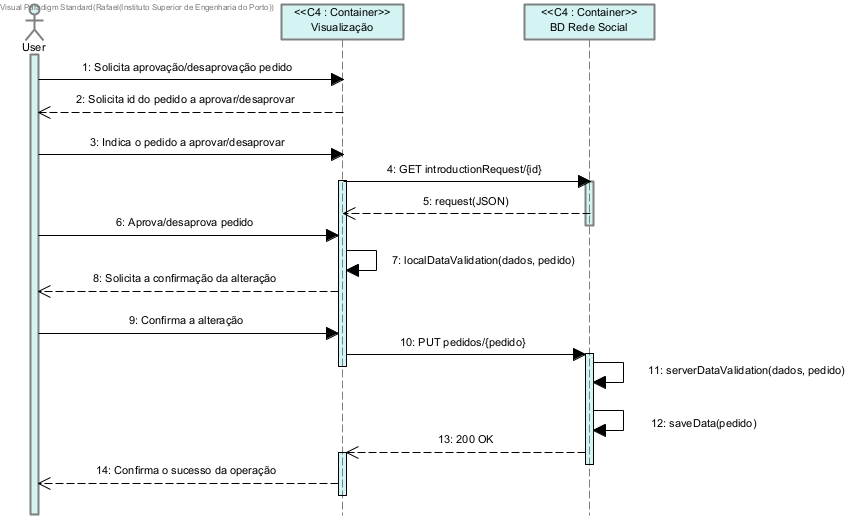 Visual Paradigm Standard(Rafael(Instituto Superior de Engenharia do Porto))
User
<<C4 : Container>>
Visualização
<<C4 : Container>>
BD Rede Social
1: Solicita aprovação/desaprovação pedido
2: Solicita id do pedido a aprovar/desaprovar
3: Indica o pedido a aprovar/desaprovar
4: GET introductionRequest/{id}
5: request(JSON)
6: Aprova/desaprova pedido
7: localDataValidation(dados, pedido)
8: Solicita a confirmação da alteração
9: Confirma a alteração
10: PUT pedidos/{pedido}
11: serverDataValidation(dados, pedido)
12: saveData(pedido)
13: 200 OK
14: Confirma o sucesso da operação